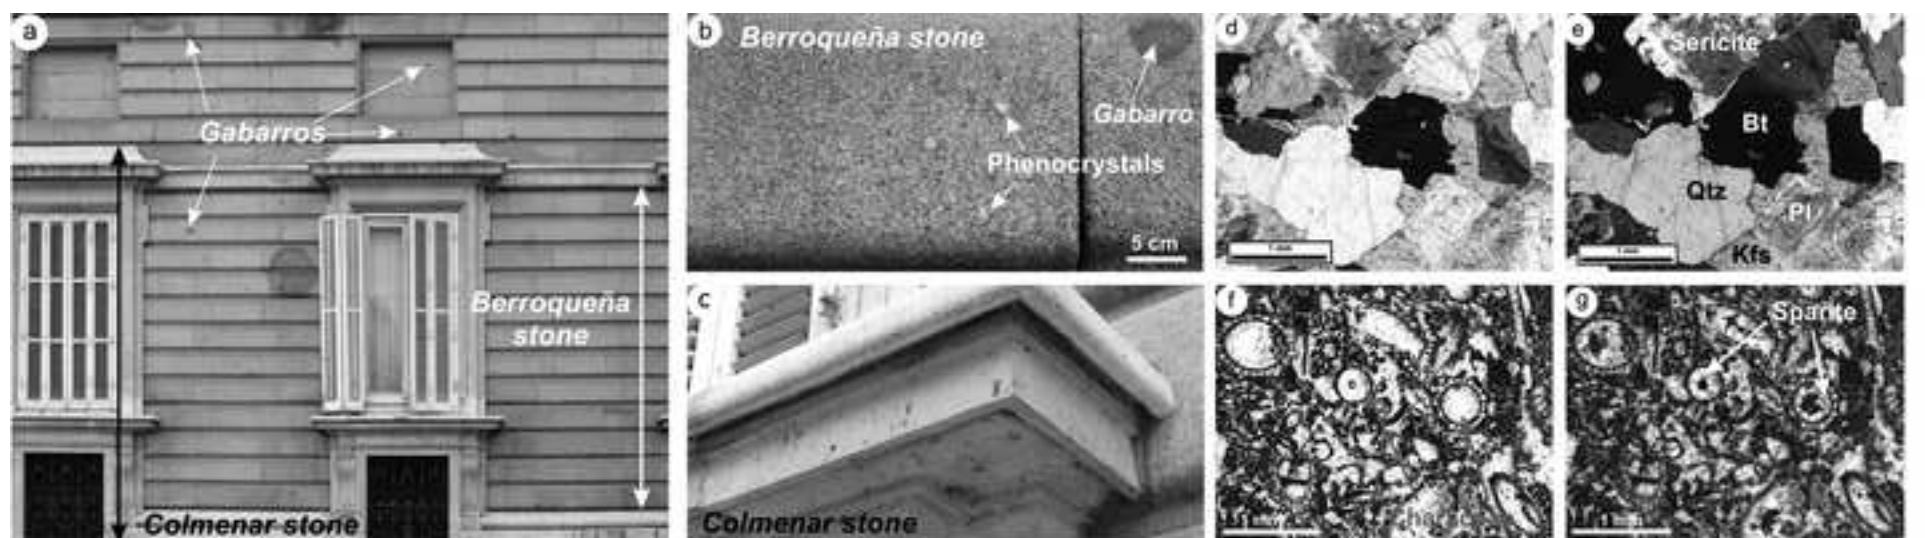 a
Gabarros
Berroqueña
stone
Colmenar stone
b
Berroqueña stone
Gabarro
Phenocrystals
5 cm
c
Colmenar stone
d
e
Sericite
Bt
Qtz
Pl
Kfs
f
g
Sparite